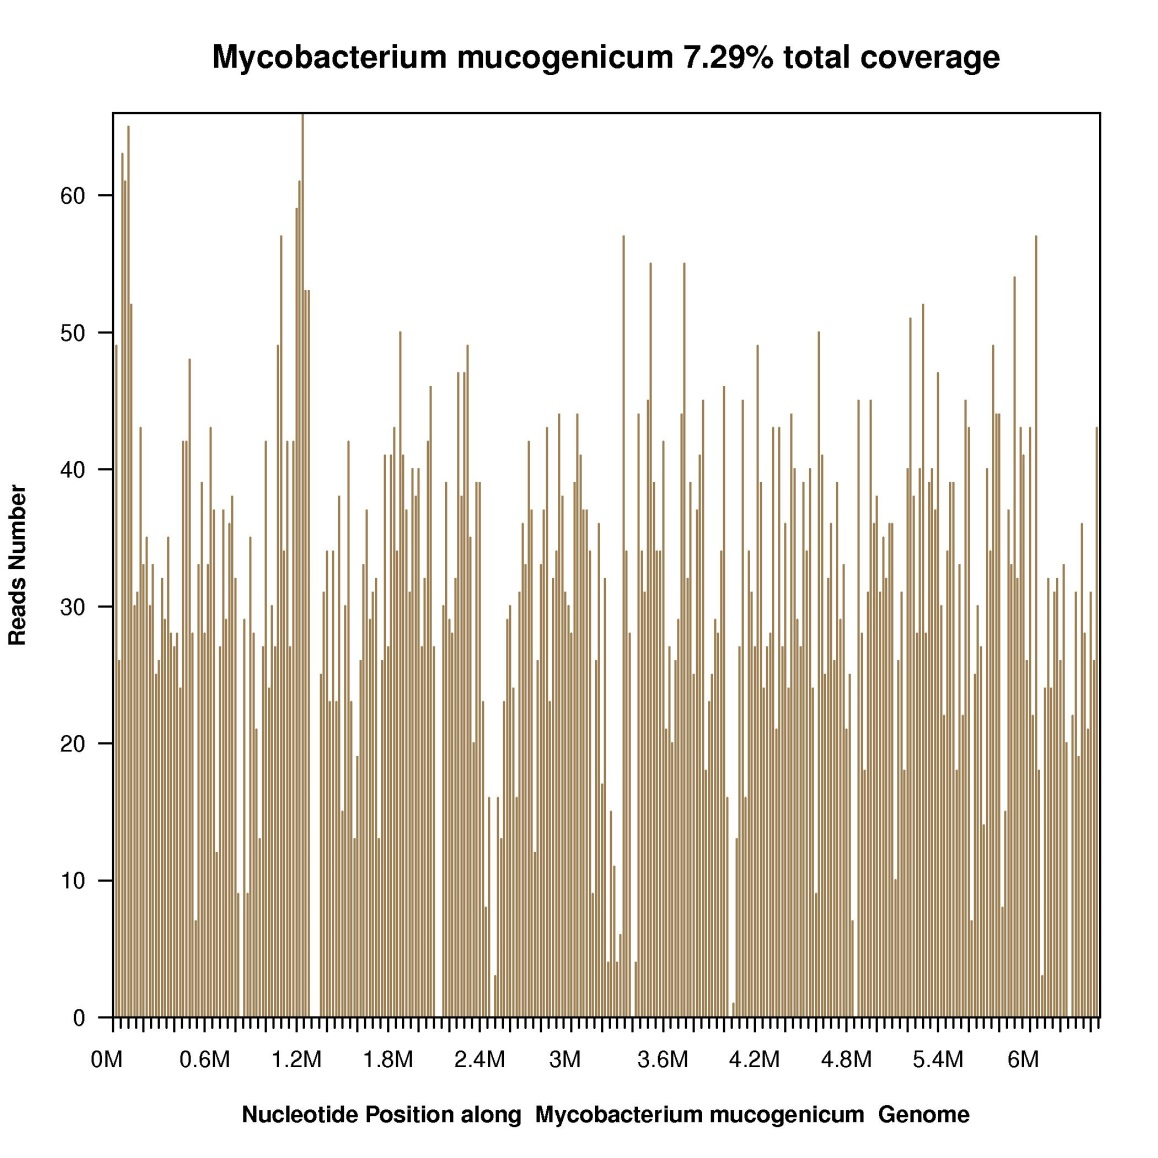 Mycobacterium mucogenicum 7.29% total coverage
60
50
40
30
20
10
0
Reads Number
0M 0.6M 1.2M 1.8M 2.4M 3M 3.6M 4.2M 4.8M 5.4M 6M
Nucleotide Position along Mycobacterium mucogenicum Genome